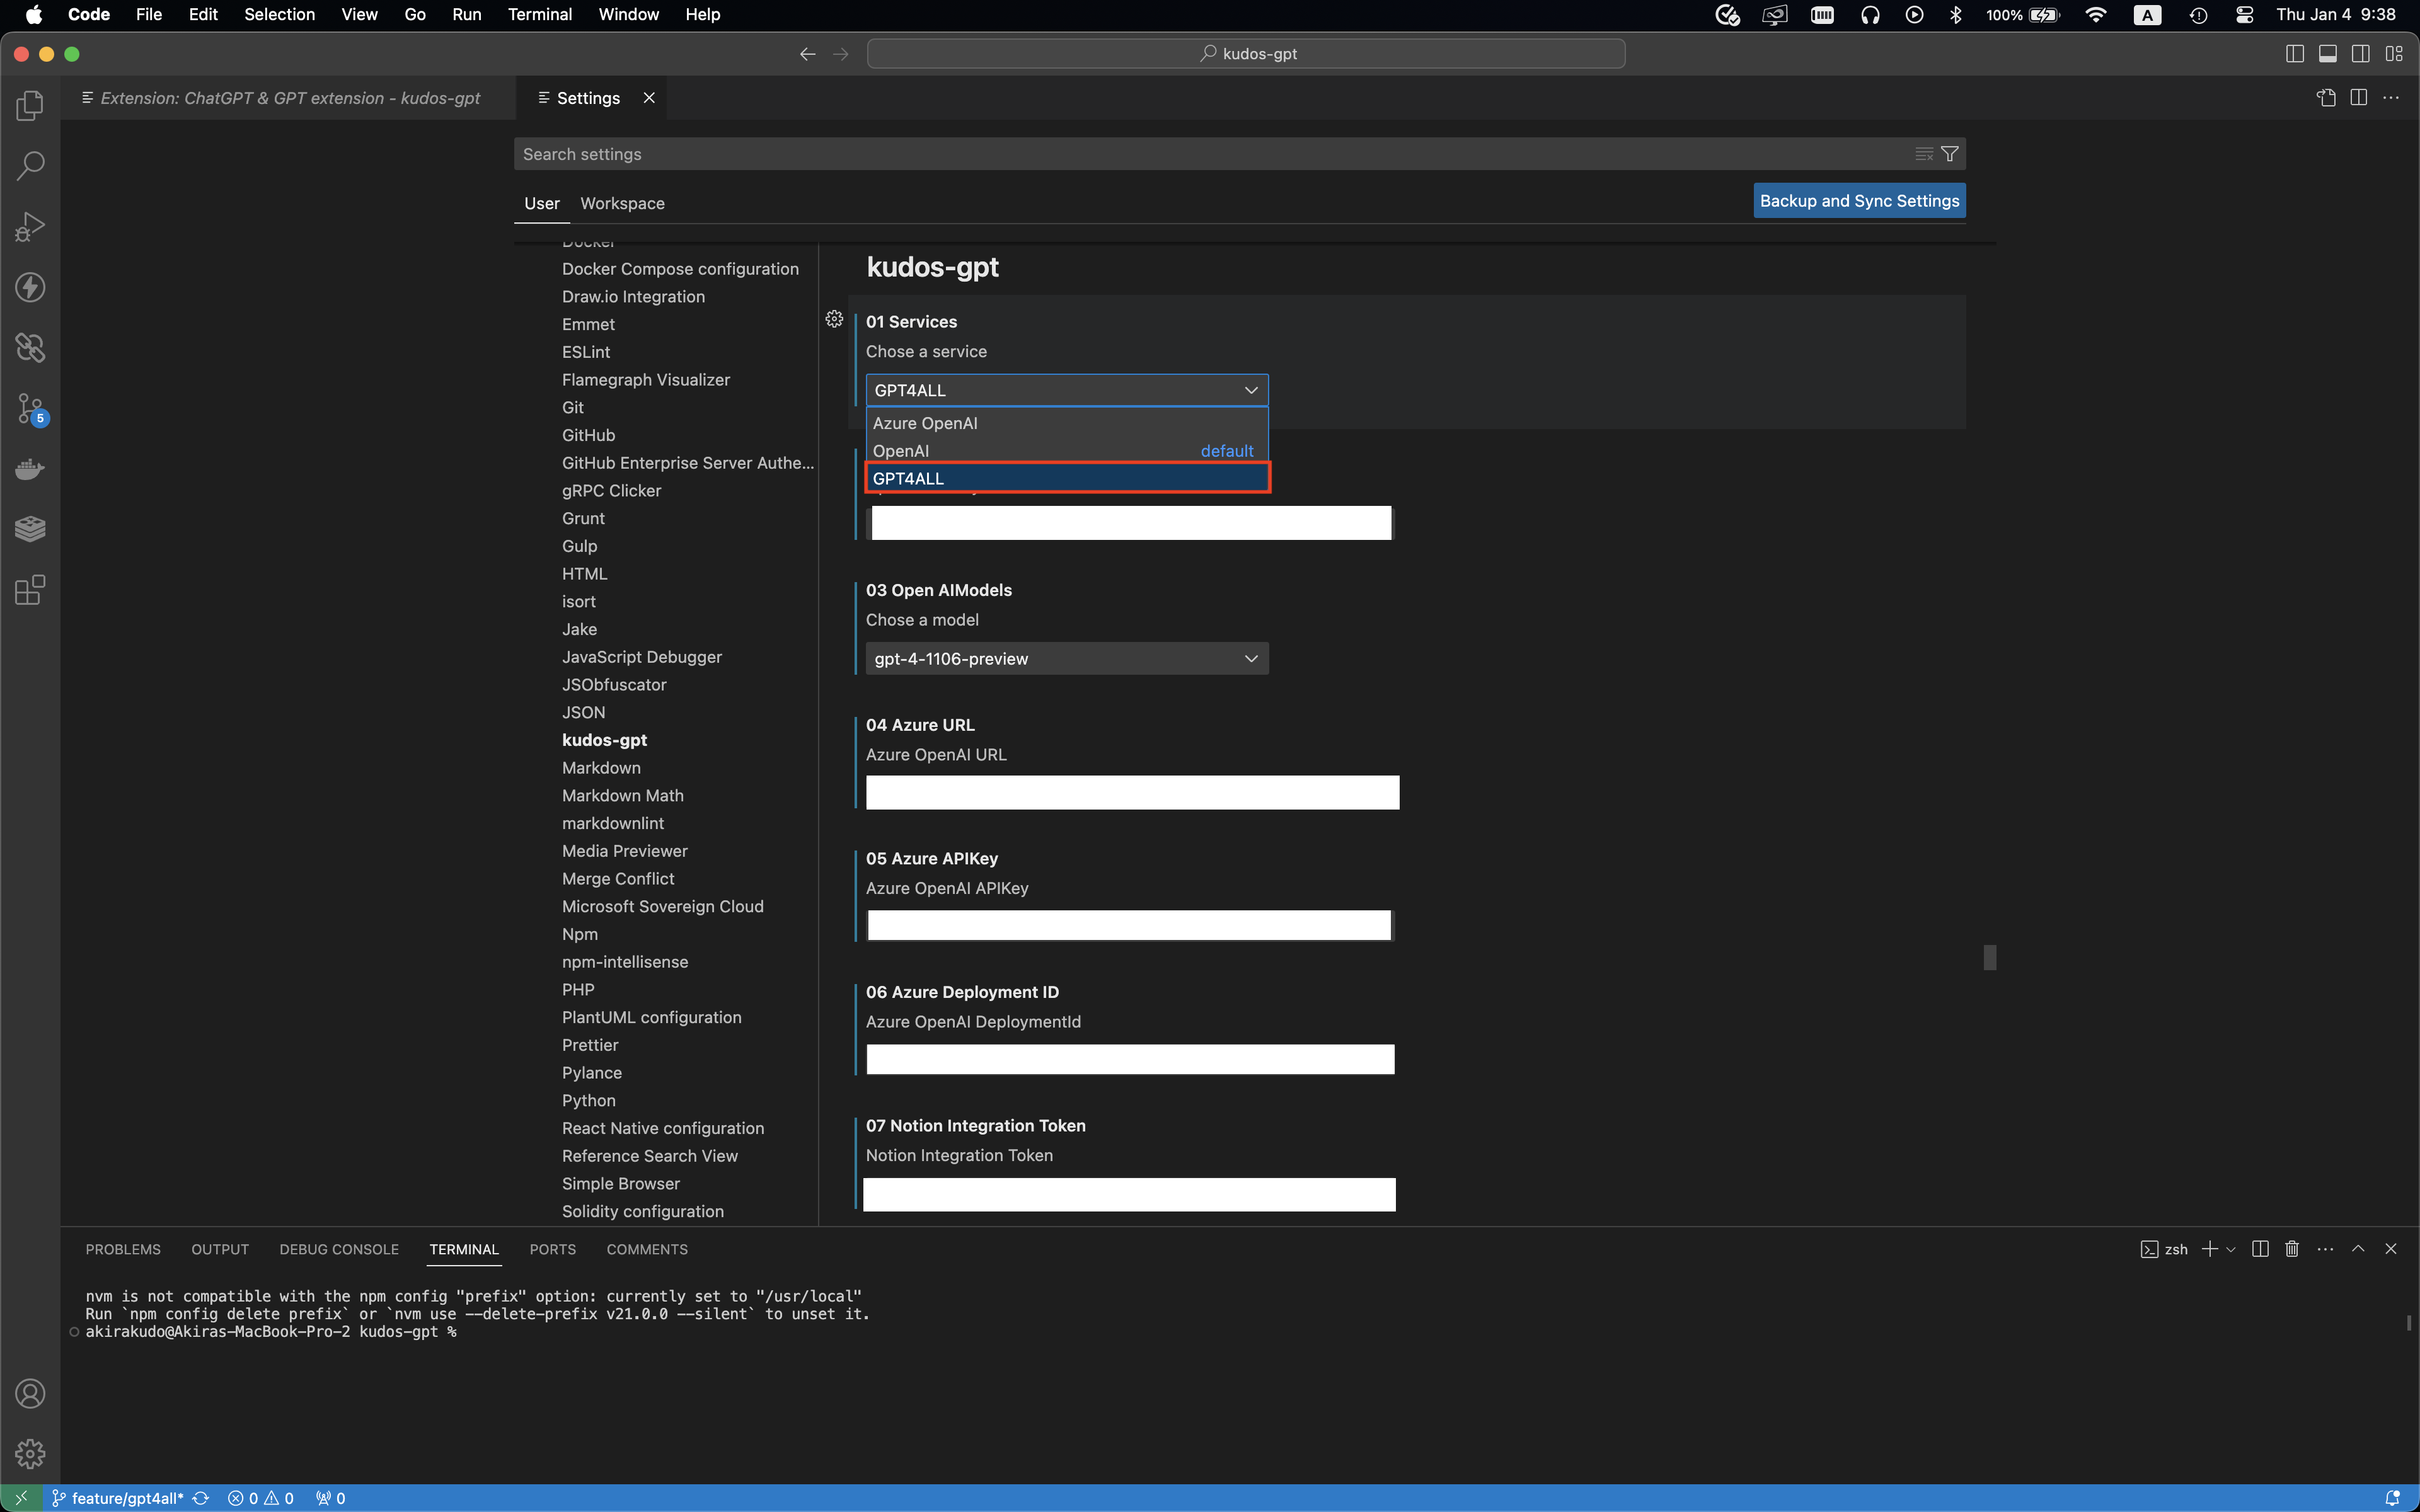 Code File Edit Selection View Go Run Terminal Window Help
100%
A
Thu Jan 4 9:38
kudos-gpt
Extension: ChatGPT & GPT extension - kudos-gpt
Settings
Search settings
User Workspace
Backup and Sync Settings
Docker
Docker Compose configuration
Draw.io Integration
Emmet
ESLint
Flamegraph Visualizer
Git
GitHub
GitHub Enterprise Server Authe...
gRPC Clicker
Grunt
Gulp
HTML
isort
Jake
JavaScript Debugger
JSObfuscator
JSON
kudos-gpt
Markdown
Markdown Math
markdownlint
Media Previewer
Merge Conflict
Microsoft Sovereign Cloud
Npm
npm-intellisense
PHP
PlantUML configuration
Prettier
Pylance
Python
React Native configuration
Reference Search View
Simple Browser
Solidity configuration
kudos-gpt
01 Services
Chose a service
GPT4ALL
Azure OpenAI
OpenAI default
GPT4ALL
03 Open AIModels
Chose a model
gpt-4-1106-preview
04 Azure URL
Azure OpenAI URL
05 Azure APIKey
Azure OpenAI APIKey
06 Azure Deployment ID
Azure OpenAI DeploymentId
07 Notion Integration Token
Notion Integration Token
5
PROBLEMS OUTPUT DEBUG CONSOLE TERMINAL PORTS COMMENTS
zsh
nvm is not compatible with the npm config "prefix" option: currently set to "/usr/local"
Run `npm config delete prefix` or `nvm use --delete-prefix v21.0.0 --silent` to unset it.
akirakudo@Akiras-MacBook-Pro-2 kudos-gpt %
feature/gpt4all* 0 0 0